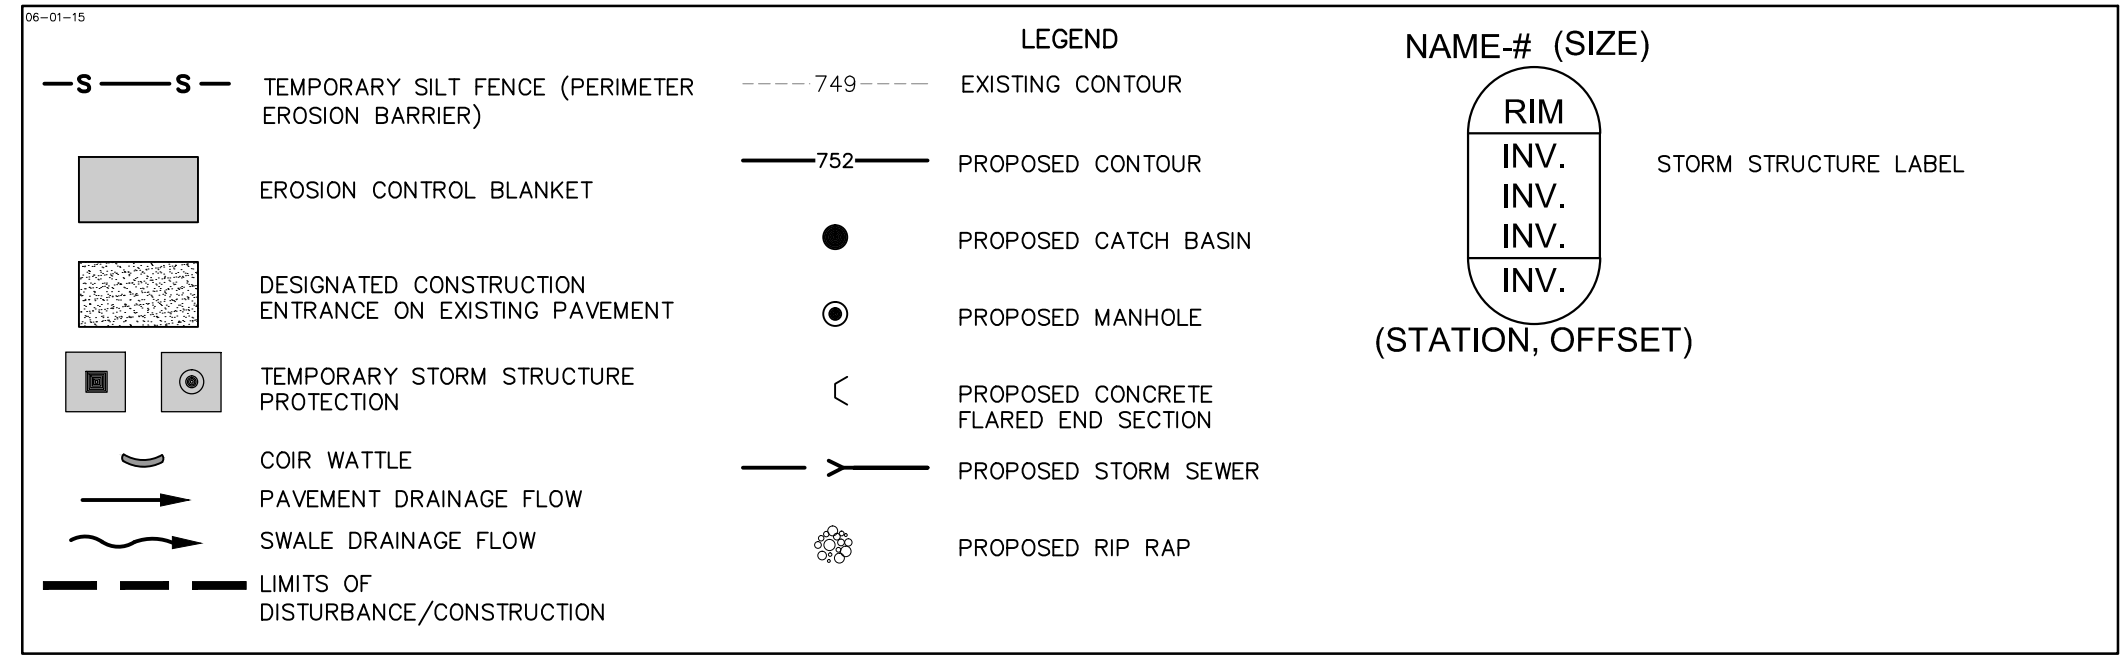 06-01-15
LEGEND
S S
TEMPORARY SILT FENCE (PERIMETER
EROSION BARRIER)
EROSION CONTROL BLANKET
DESIGNATED CONSTRUCTION
ENTRANCE ON EXISTING PAVEMENT
TEMPORARY STORM STRUCTURE
PROTECTION
COIR WATTLE
PAVEMENT DRAINAGE FLOW
SWALE DRAINAGE FLOW
LIMITS OF
DISTURBANCE/CONSTRUCTION
749 EXISTING CONTOUR
752 PROPOSED CONTOUR
PROPOSED CATCH BASIN
PROPOSED MANHOLE
PROPOSED CONCRETE
FLARED END SECTION
PROPOSED STORM SEWER
PROPOSED RIP RAP
NAME-# (SIZE)
RIM
INV.
INV.
INV.
INV.
(STATION, OFFSET)
STORM STRUCTURE LABEL